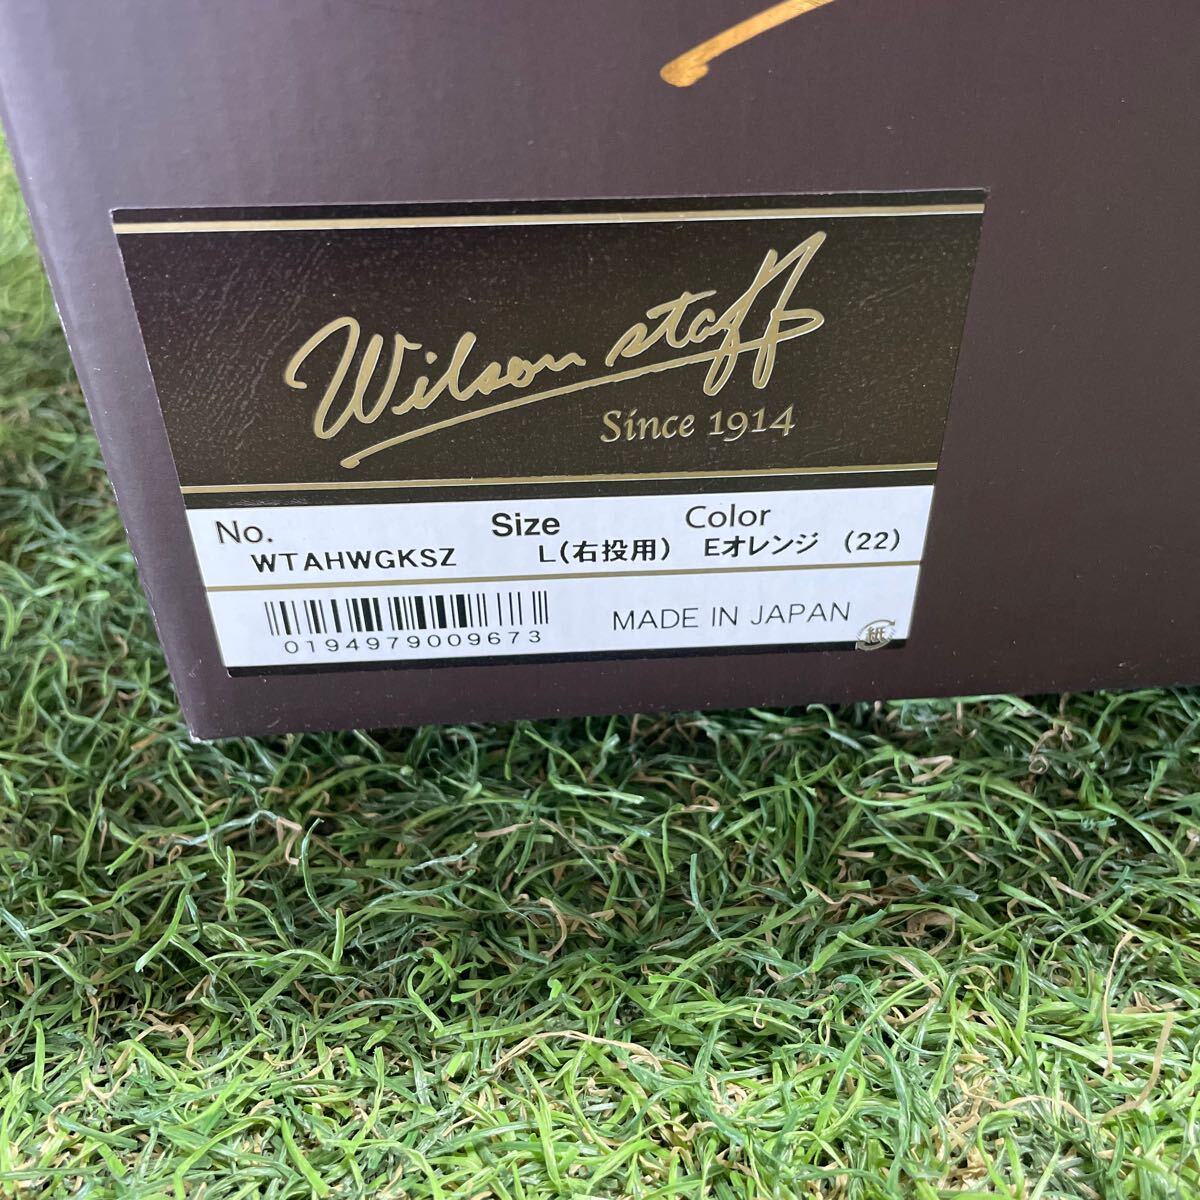 Wilson staff
Since 1914
No. Size Color
WTAHWGKSZ L(右投用) Eオレンジ (22)
0194979009673 MADE IN JAPAN
紙